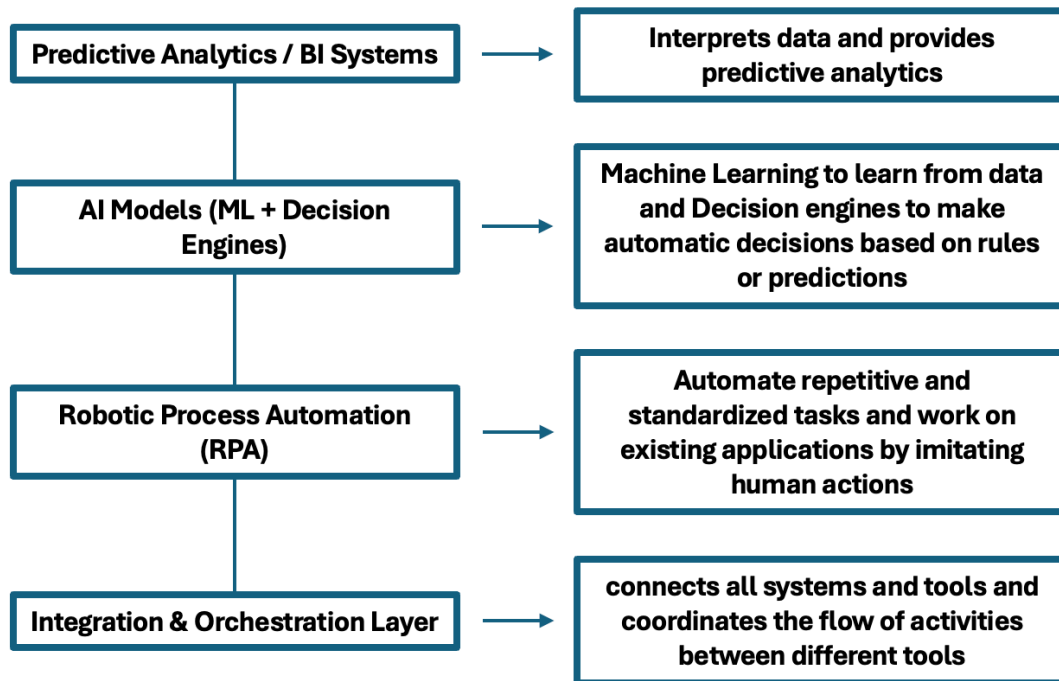 Predictive Analytics / BI Systems
Interprets data and provides
predictive analytics
AI Models (ML + Decision
Engines)
Machine Learning to learn from data
and Decision engines to make
automatic decisions based on rules
or predictions
Robotic Process Automation
(RPA)
Automate repetitive and
standardized tasks and work on
existing applications by imitating
human actions
Integration & Orchestration Layer
connects all systems and tools and
coordinates the flow of activities
between different tools